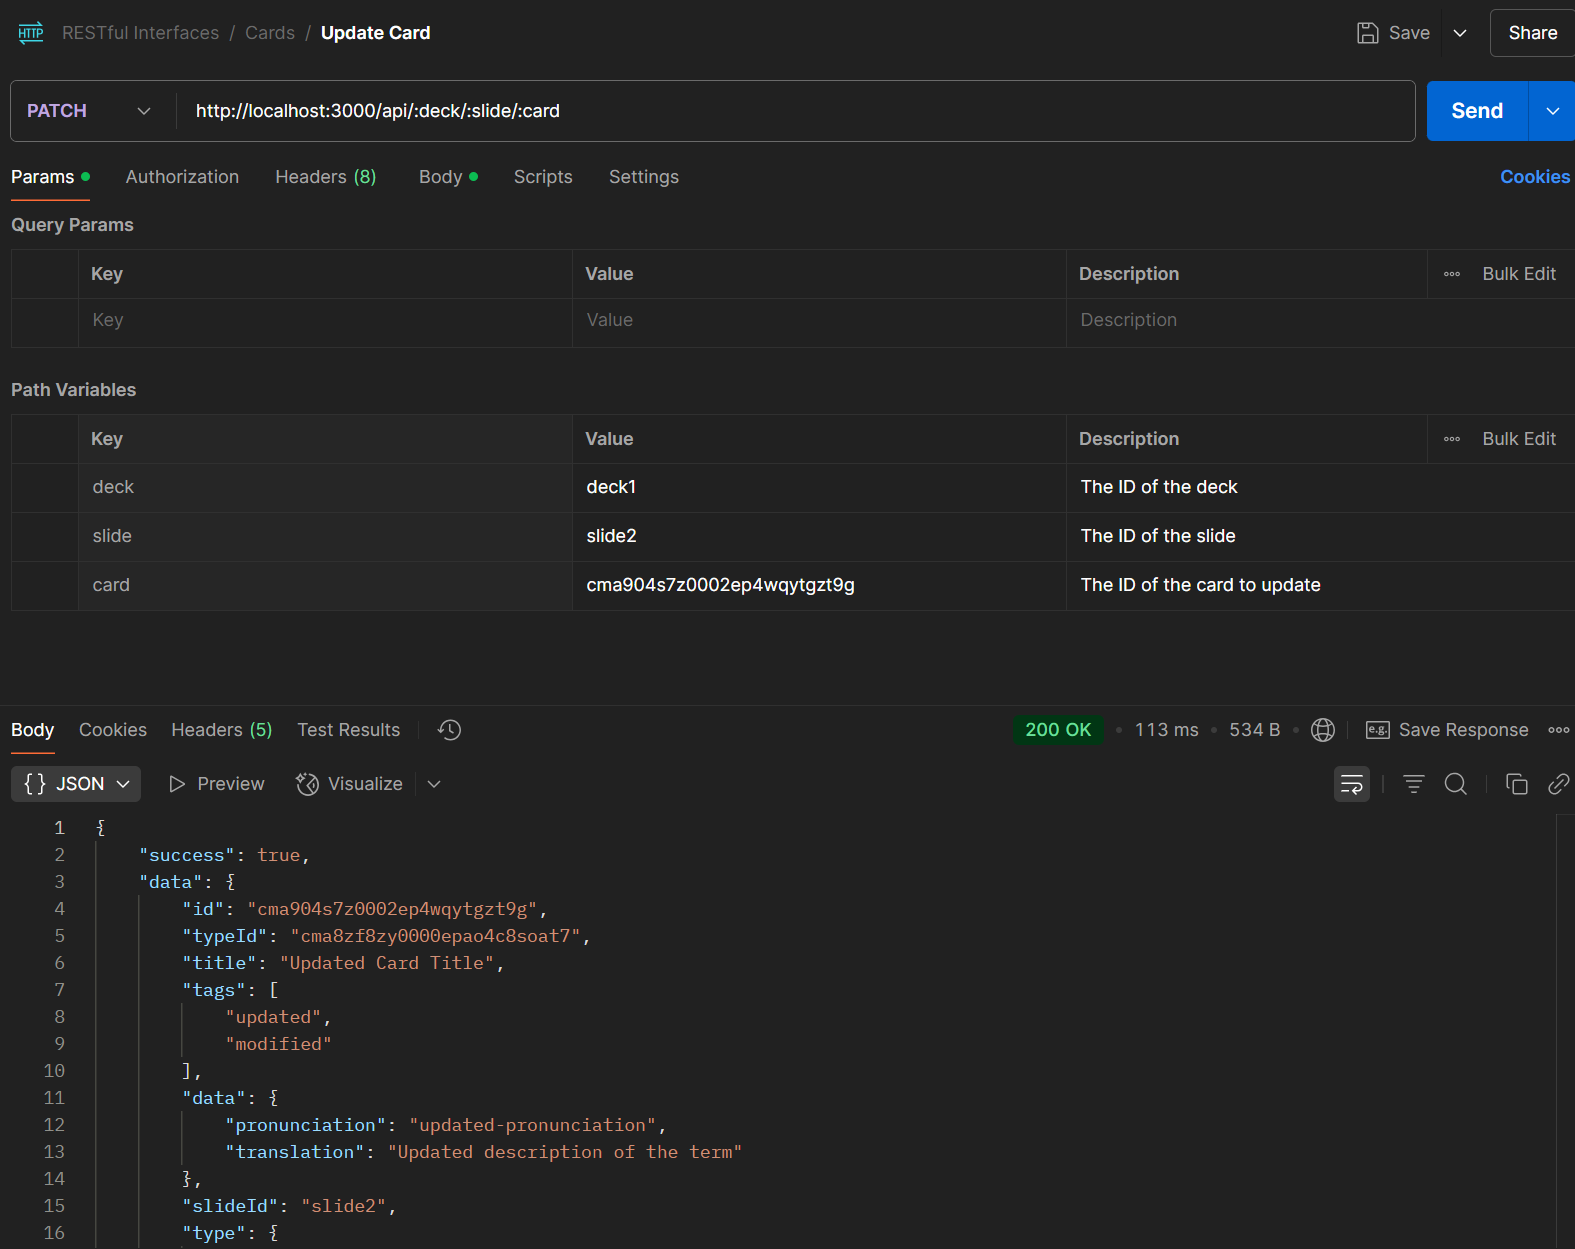 HTTP RESTful Interfaces / Cards / Update Card Save Share
PATCH http://localhost:3000/api/:deck/:slide/:card Send
Params Authorization Headers (8) Body Scripts Settings Cookies
Query Params
Key Value Description Bulk Edit
Key Value Description
Path Variables
Key Value Description Bulk Edit
deck deck1 The ID of the deck
slide slide2 The ID of the slide
card cma904s7z0002ep4wqytgzt9g The ID of the card to update
Body Cookies Headers (5) Test Results 200 OK • 113 ms • 534 B • e.g. Save Response
{} JSON Preview Visualize
1 {
2 "success": true,
3 "data": {
4 "id": "cma904s7z0002ep4wqytgzt9g",
5 "typeId": "cma8zf8zy0000epao4c8soat7",
6 "title": "Updated Card Title",
7 "tags": [
8 "updated",
9 "modified"
10 ],
11 "data": {
12 "pronunciation": "updated-pronunciation",
13 "translation": "Updated description of the term"
14 },
15 "slideId": "slide2",
16 "type": {